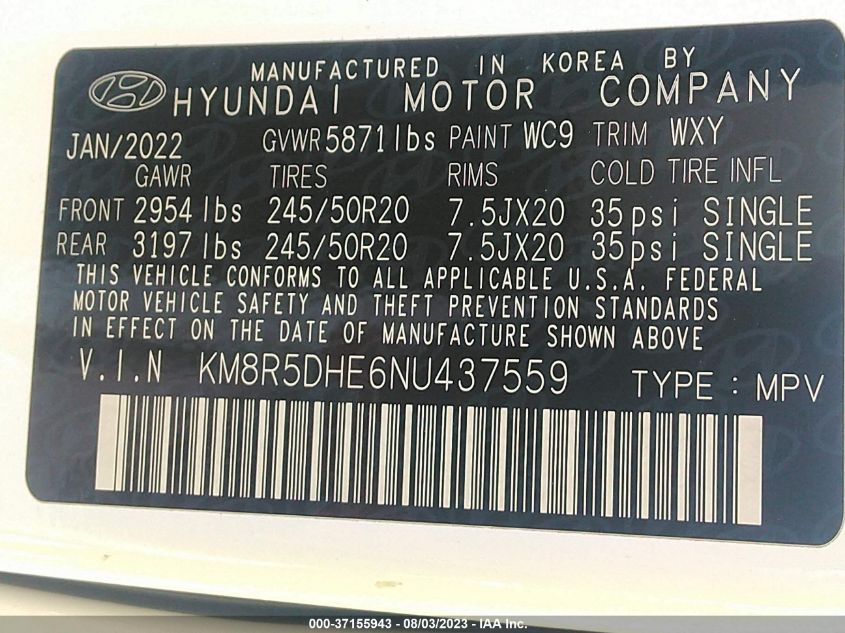 MANUFACTURED IN KOREA BY
HYUNDAI MOTOR COMPANY
JAN/2022 GVWR 5871lbs PAINT WC9 TRIM WXY
GAWR TIRES RIMS COLD TIRE INFL
FRONT 2954 lbs 245/50R20 7.5JX20 35psi SINGLE
REAR 3197 lbs 245/50R20 7.5JX20 35psi SINGLE
THIS VEHICLE CONFORMS TO ALL APPLICABLE U.S.A. FEDERAL
MOTOR VEHICLE SAFETY AND THEFT PREVENTION STANDARDS
IN EFFECT ON THE DATE OF MANUFACTURE SHOWN ABOVE
V.I.N KM8R5DHE6NU437559 TYPE : MPV
000-37155943 - 08/03/2023 - IAA Inc.